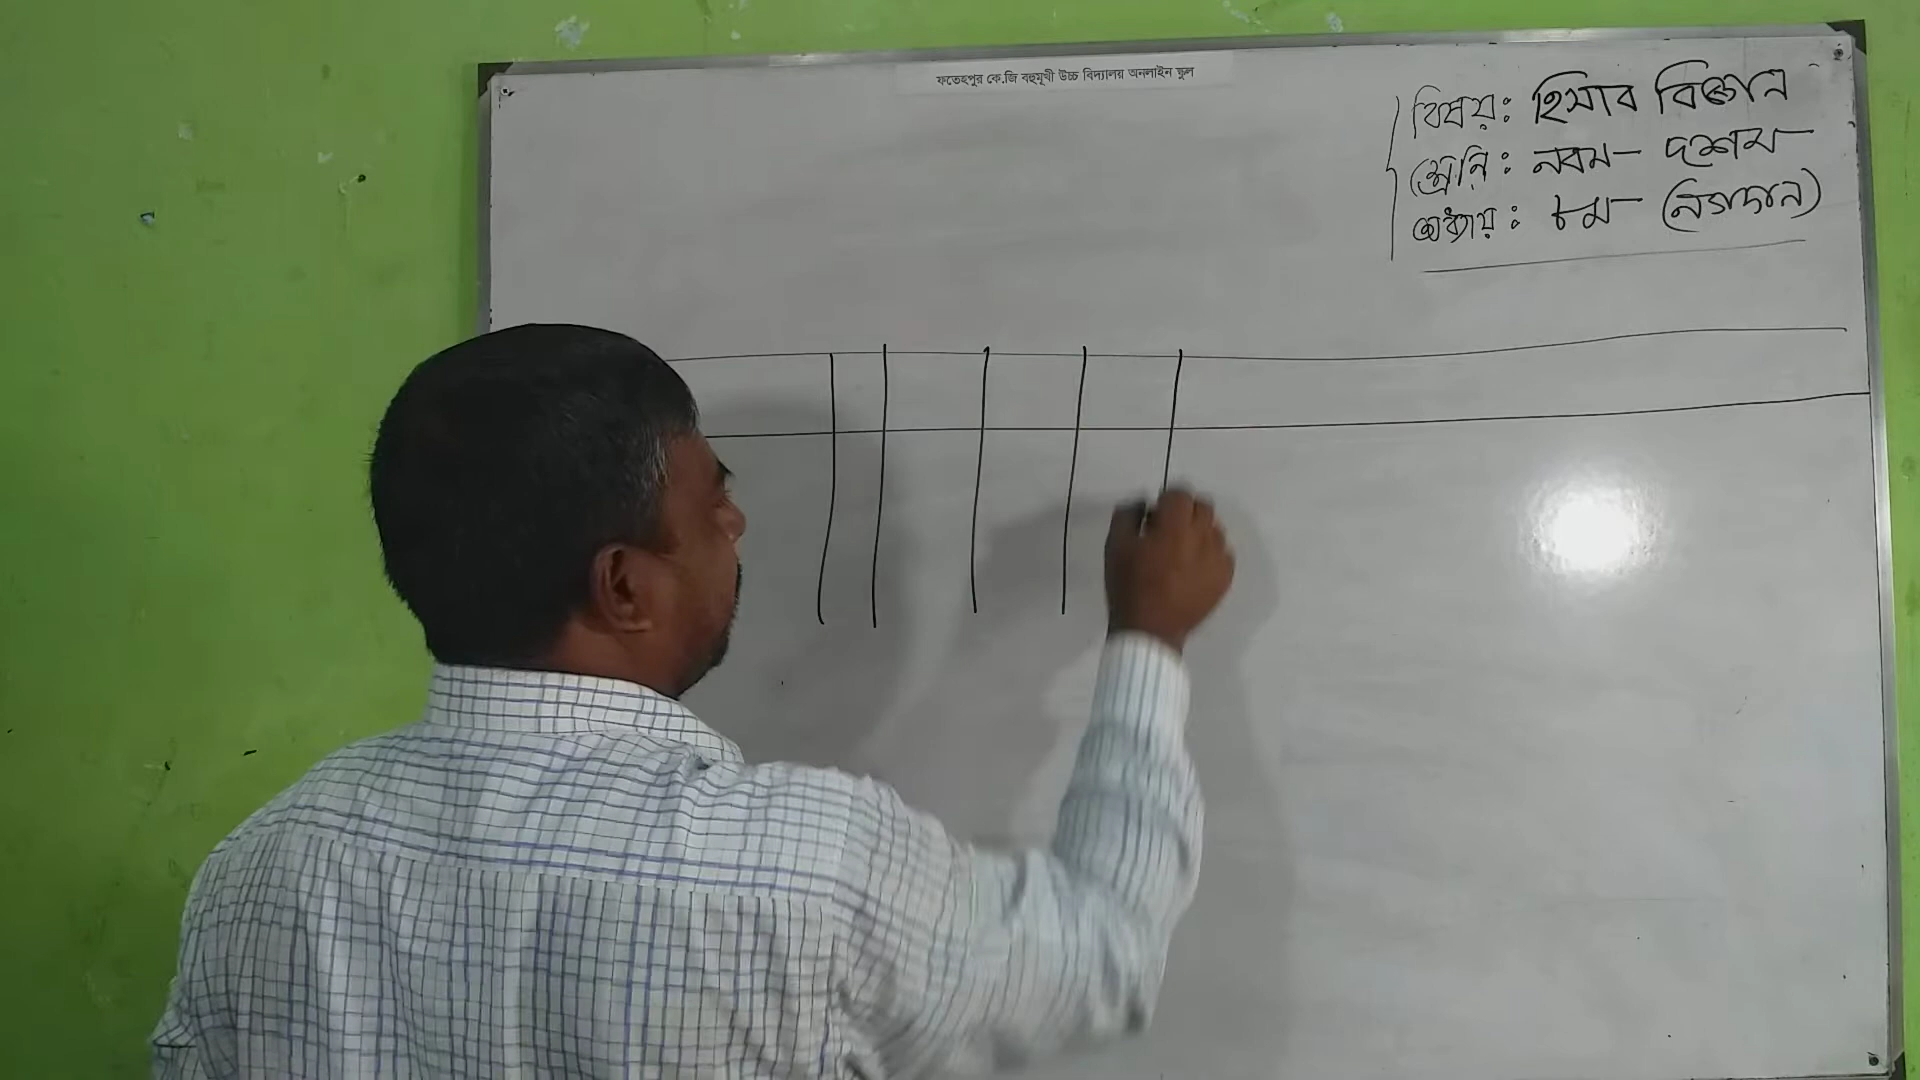 ফতেহপুর কে.জি বহুমূখী উচ্চ বিদ্যালয় অনলাইন স্কুল
বিষয়ঃ হিসাব বিজ্ঞান
শ্রেনিঃ নবম - দশম
অধ্যায়ঃ ৮ম - (নগদান)